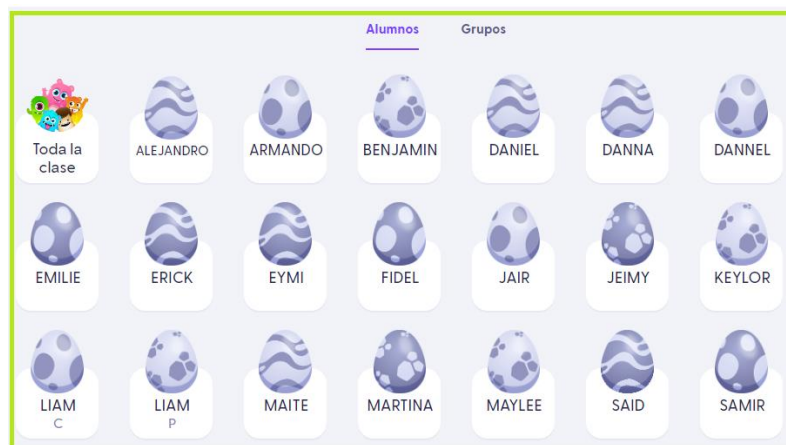 Alumnos Grupos
Toda la
clase
ALEJANDRO
ARMANDO
BENJAMIN
DANIEL
DANNA
DANNEL
EMILIE
ERICK
EYMI
FIDEL
JAIR
JEIMY
KEYLOR
LIAM
C
LIAM
P
MAITE
MARTINA
MAYLEE
SAID
SAMIR